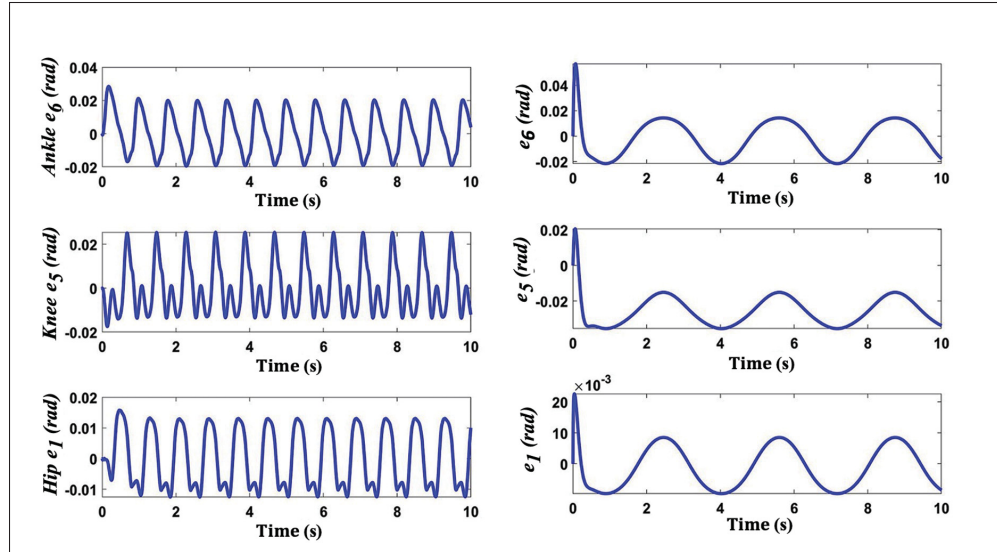 Ankle e6 (rad)
0.04
0.02
0
-0.02
0 2 4 6 8 10
Time (s)
e6 (rad)
0.04
0.02
0
-0.02
0 2 4 6 8 10
Time (s)
Knee e5 (rad)
0.02
0
-0.02
0 2 4 6 8 10
Time (s)
e5 (rad)
0.02
0
-0.02
0 2 4 6 8 10
Time (s)
Hip e1 (rad)
0.02
0.01
0
-0.01
0 2 4 6 8 10
Time (s)
e1 (rad)
×10-3
20
10
0
0 2 4 6 8 10
Time (s)